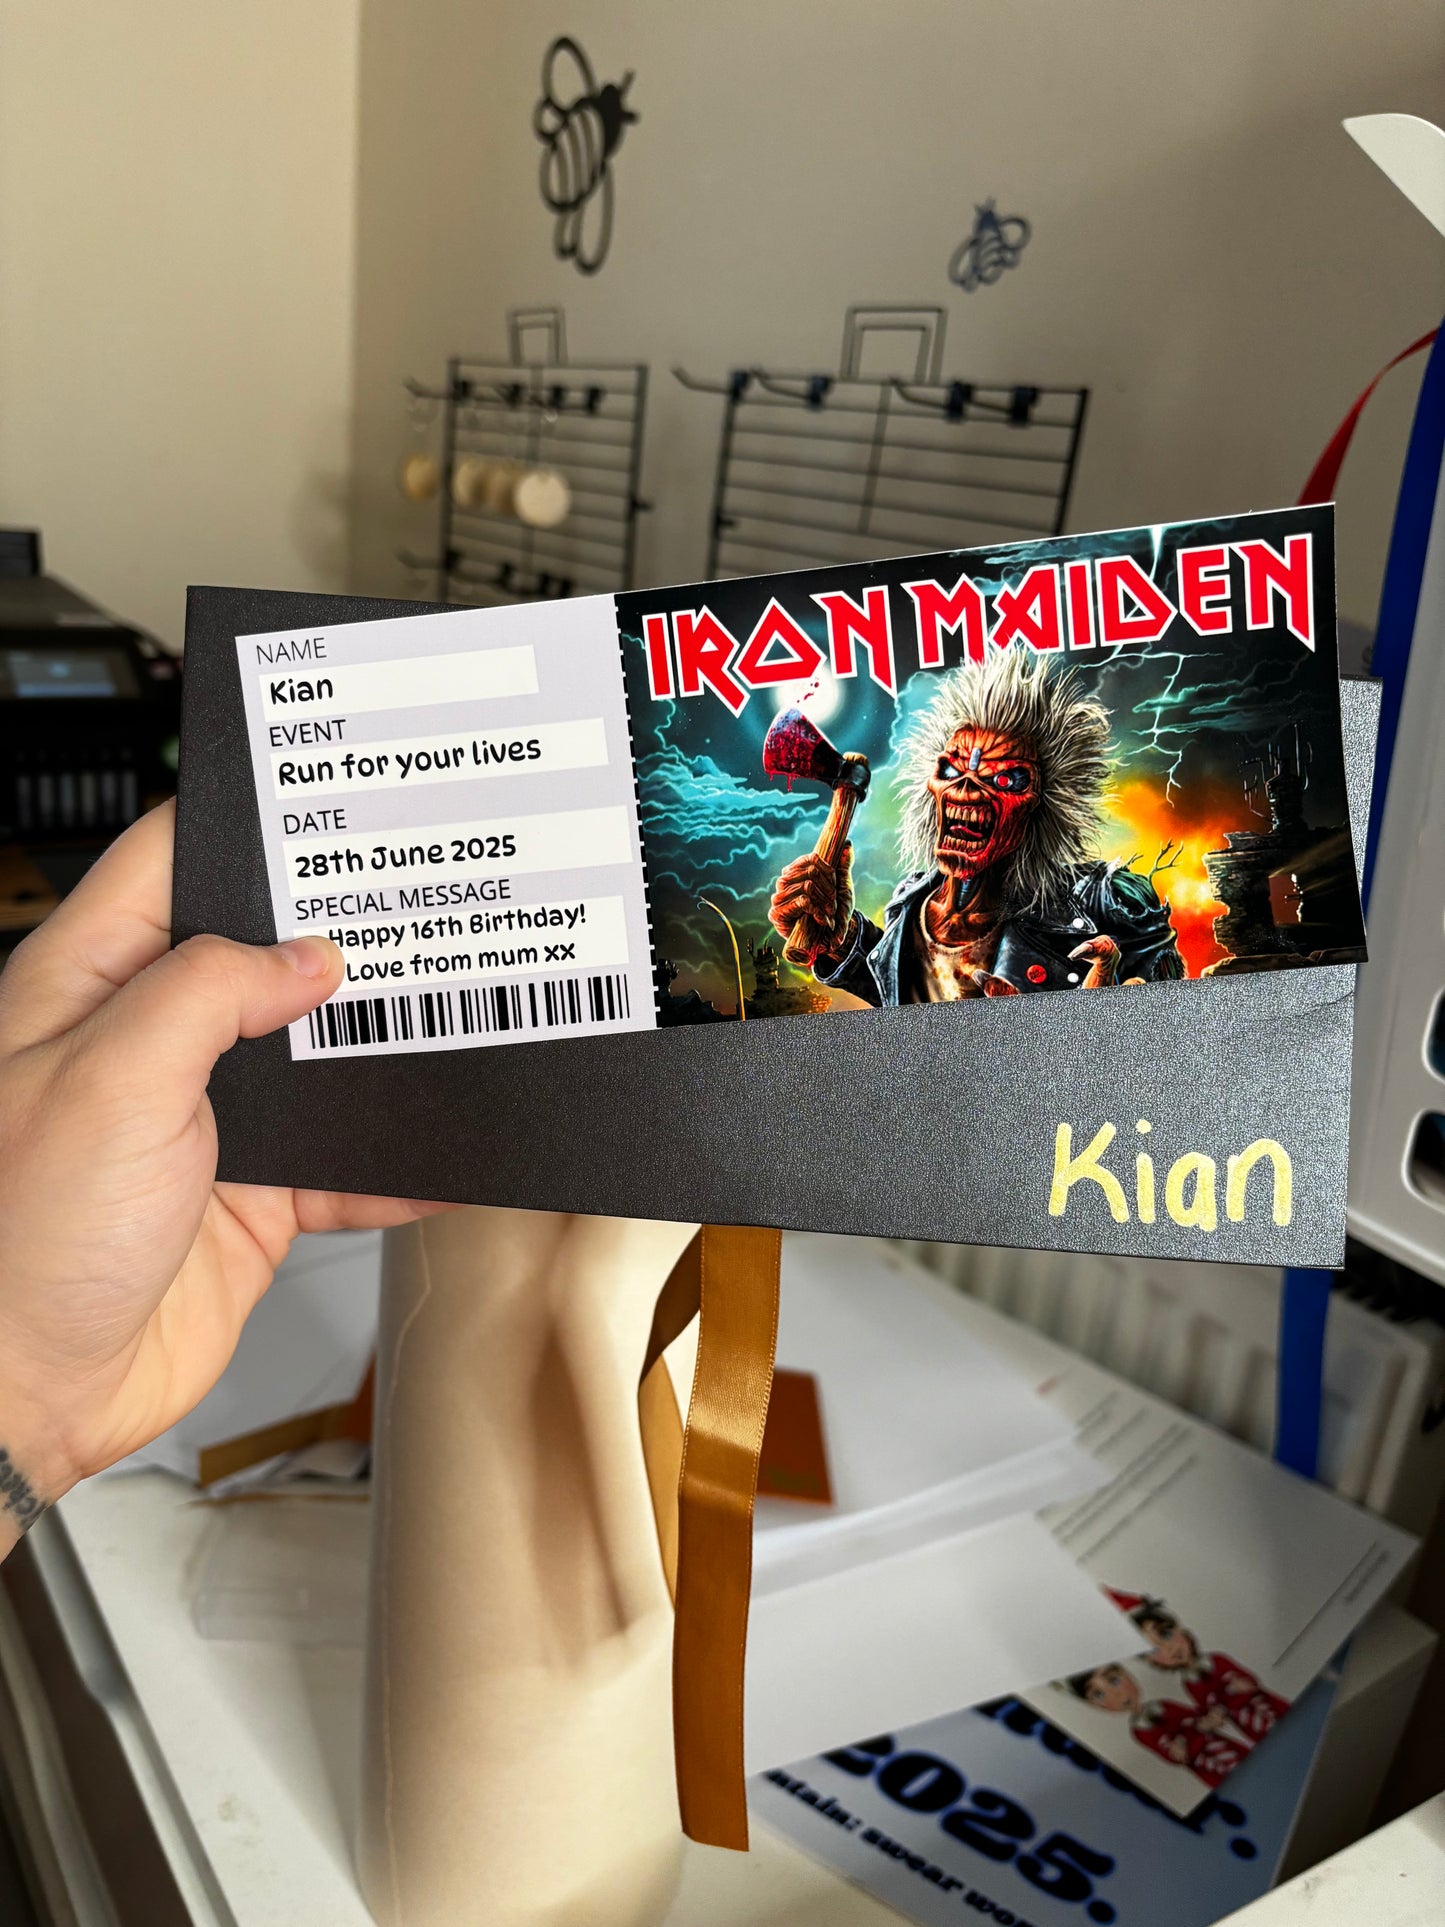 IRON MAIDEN
NAME
Kian
EVENT
Run for your lives
DATE
28th June 2025
SPECIAL MESSAGE
Happy 16th Birthday!
Love from mum xx
Kian
2025.
swear